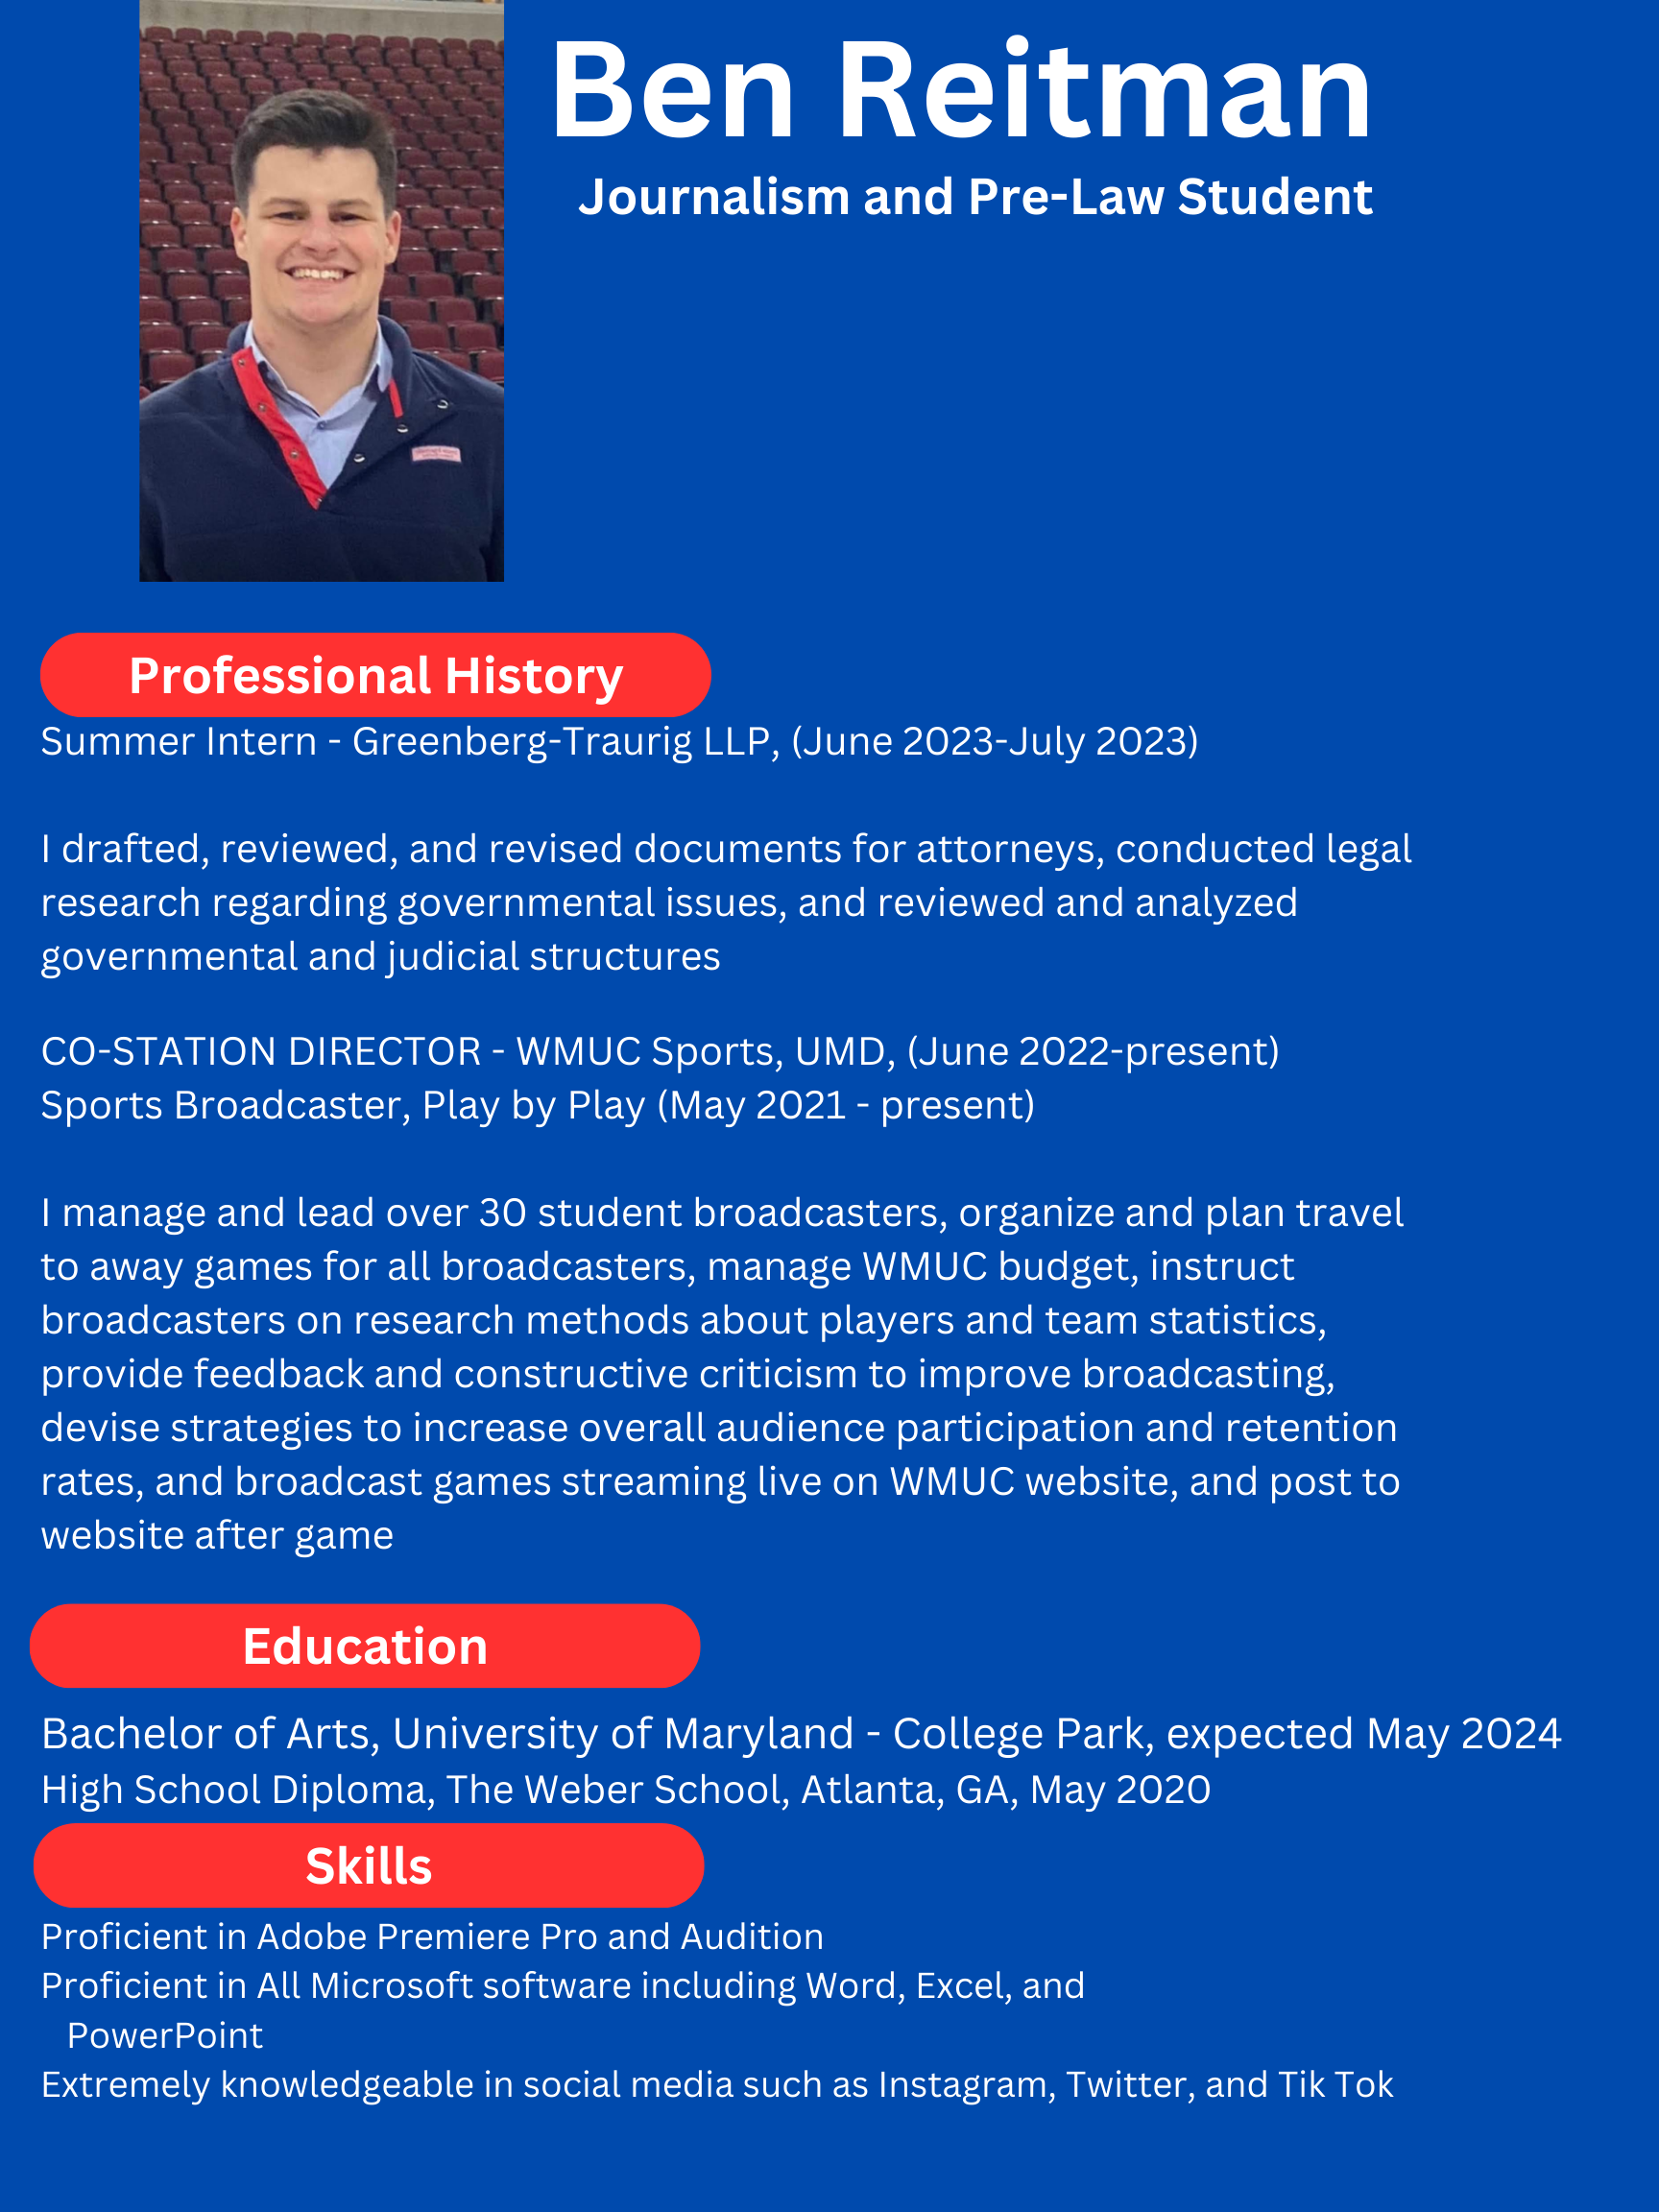 Ben Reitman
Journalism and Pre-Law Student
Professional History
Summer Intern - Greenberg-Traurig LLP, (June 2023-July 2023)
I drafted, reviewed, and revised documents for attorneys, conducted legal
research regarding governmental issues, and reviewed and analyzed
governmental and judicial structures
CO-STATION DIRECTOR - WMUC Sports, UMD, (June 2022-present)
Sports Broadcaster, Play by Play (May 2021 - present)
I manage and lead over 30 student broadcasters, organize and plan travel
to away games for all broadcasters, manage WMUC budget, instruct
broadcasters on research methods about players and team statistics,
provide feedback and constructive criticism to improve broadcasting,
devise strategies to increase overall audience participation and retention
rates, and broadcast games streaming live on WMUC website, and post to
website after game
Education
Bachelor of Arts, University of Maryland - College Park, expected May 2024
High School Diploma, The Weber School, Atlanta, GA, May 2020
Skills
Proficient in Adobe Premiere Pro and Audition
Proficient in All Microsoft software including Word, Excel, and
PowerPoint
Extremely knowledgeable in social media such as Instagram, Twitter, and Tik Tok